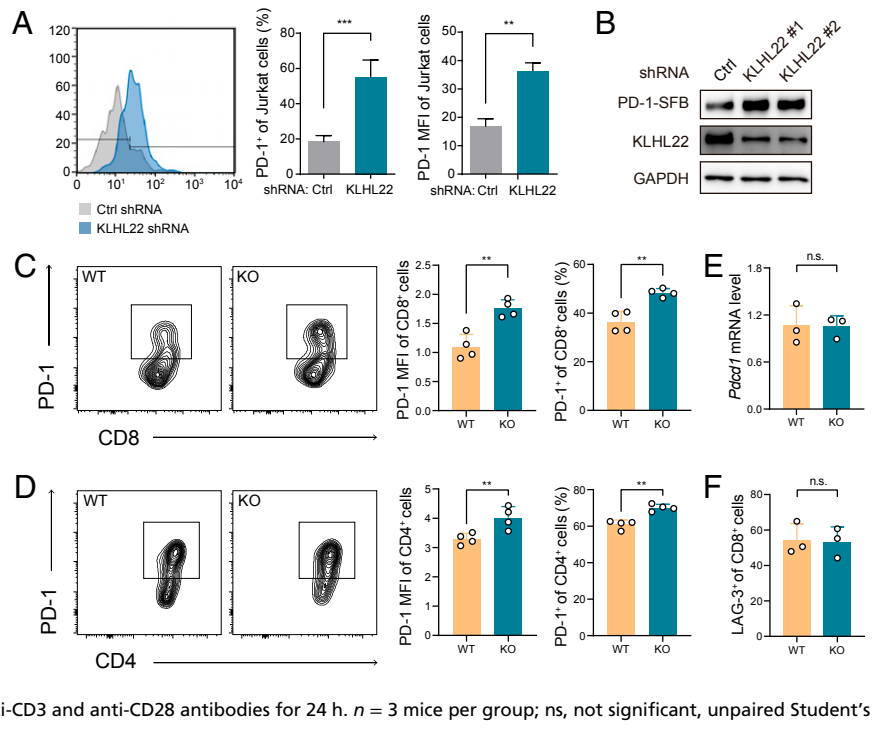 A
120
100
80
60
40
20
0
0 10¹ 10² 10³ 10⁴
Ctrl shRNA
KLHL22 shRNA
PD-1⁺ of Jurkat cells (%)
80
60
40
20
0
***
shRNA: Ctrl KLHL22
PD-1 MFI of Jurkat cells
50
40
30
20
10
0
**
shRNA: Ctrl KLHL22
B
shRNA Ctrl KLHL22 #1 KLHL22 #2
PD-1-SFB
KLHL22
GAPDH
C
WT
KO
PD-1
CD8
PD-1 MFI of CD8⁺ cells
2.5
2.0
1.5
1.0
0.5
0.0
**
WT KO
PD-1⁺ of CD8⁺ cells (%)
60
40
20
0
**
WT KO
E
Pdcd1 mRNA level
1.8
1.2
0.6
0.0
n.s.
WT KO
D
WT
KO
PD-1
CD4
PD-1 MFI of CD4⁺ cells
5
4
3
2
1
0
**
WT KO
PD-1⁺ of CD4⁺ cells (%)
80
60
40
20
0
**
WT KO
F
LAG-3⁺ of CD8⁺ cells
80
60
40
20
0
n.s.
WT KO
i-CD3 and anti-CD28 antibodies for 24 h. n = 3 mice per group; ns, not significant, unpaired Student's